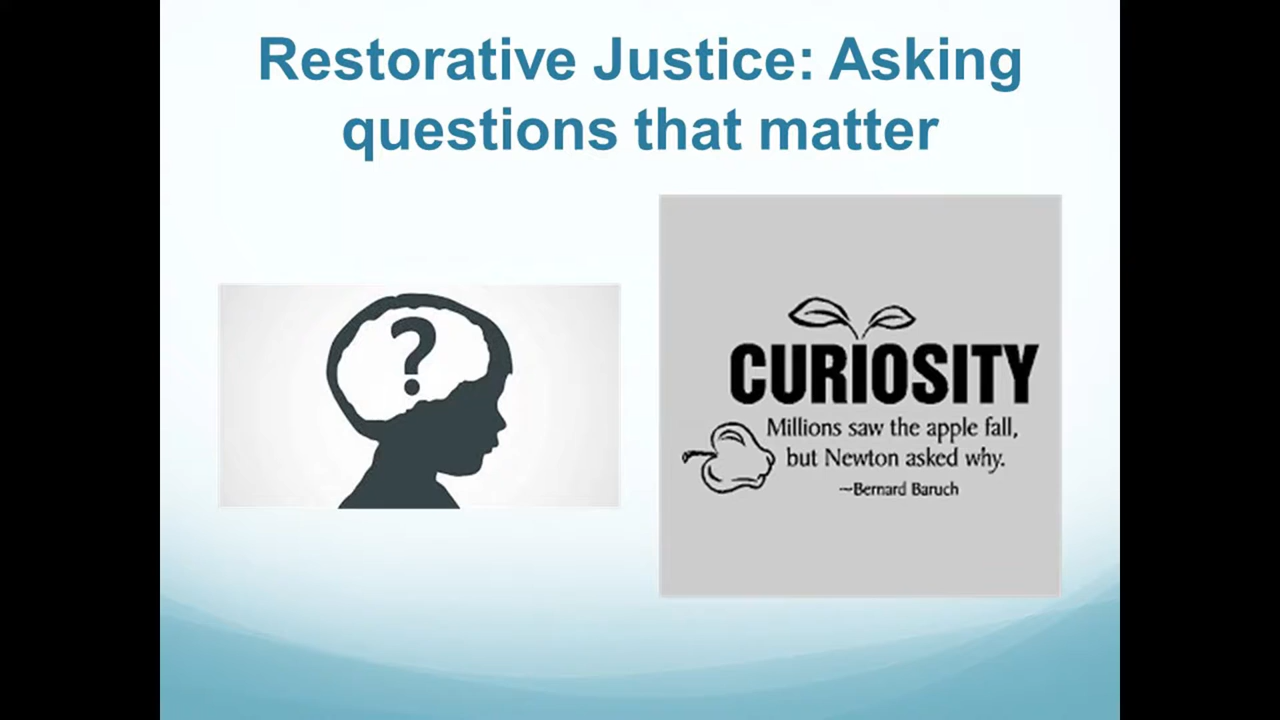 Restorative Justice: Asking
questions that matter
?
CURIOSITY
Millions saw the apple fall,
but Newton asked why.
~Bernard Baruch